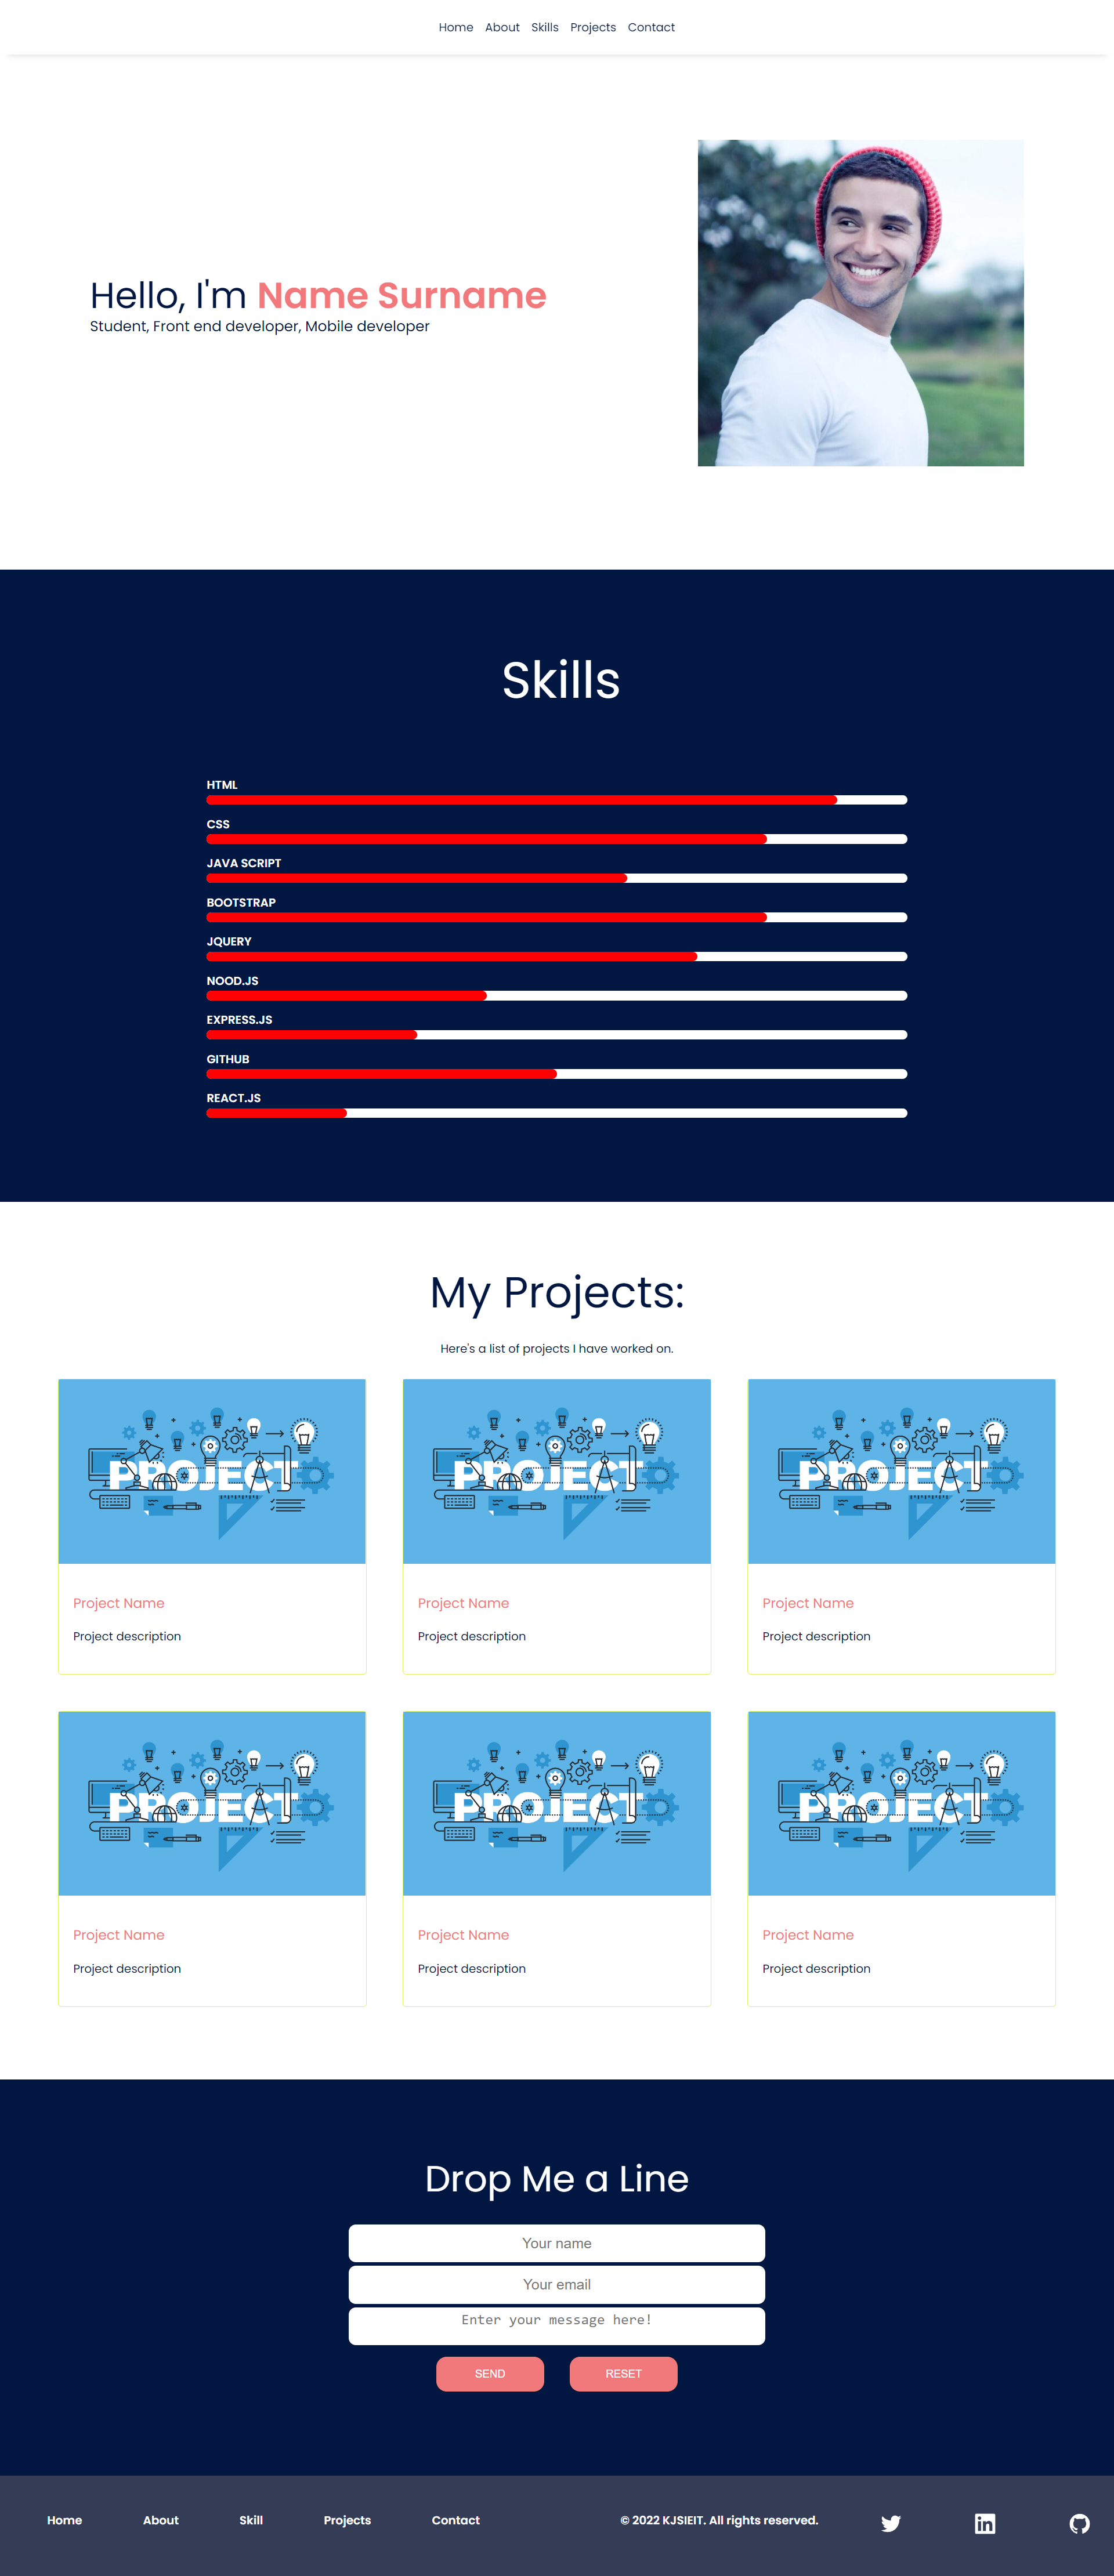 Home About Skills Projects Contact
Hello, I'm Name Surname
Student, Front end developer, Mobile developer
Skills
HTML
CSS
JAVA SCRIPT
BOOTSTRAP
JQUERY
NOOD.JS
EXPRESS.JS
GITHUB
REACT.JS
My Projects:
Here's a list of projects I have worked on.
PROJECT PROJECT PROJECT
Project Name Project Name Project Name
Project description Project description Project description
PROJECT PROJECT PROJECT
Project Name Project Name Project Name
Project description Project description Project description
Drop Me a Line
Your name
Your email
Enter your message here!
SEND RESET
Home About Skill Projects Contact © 2022 KJSIEIT. All rights reserved.